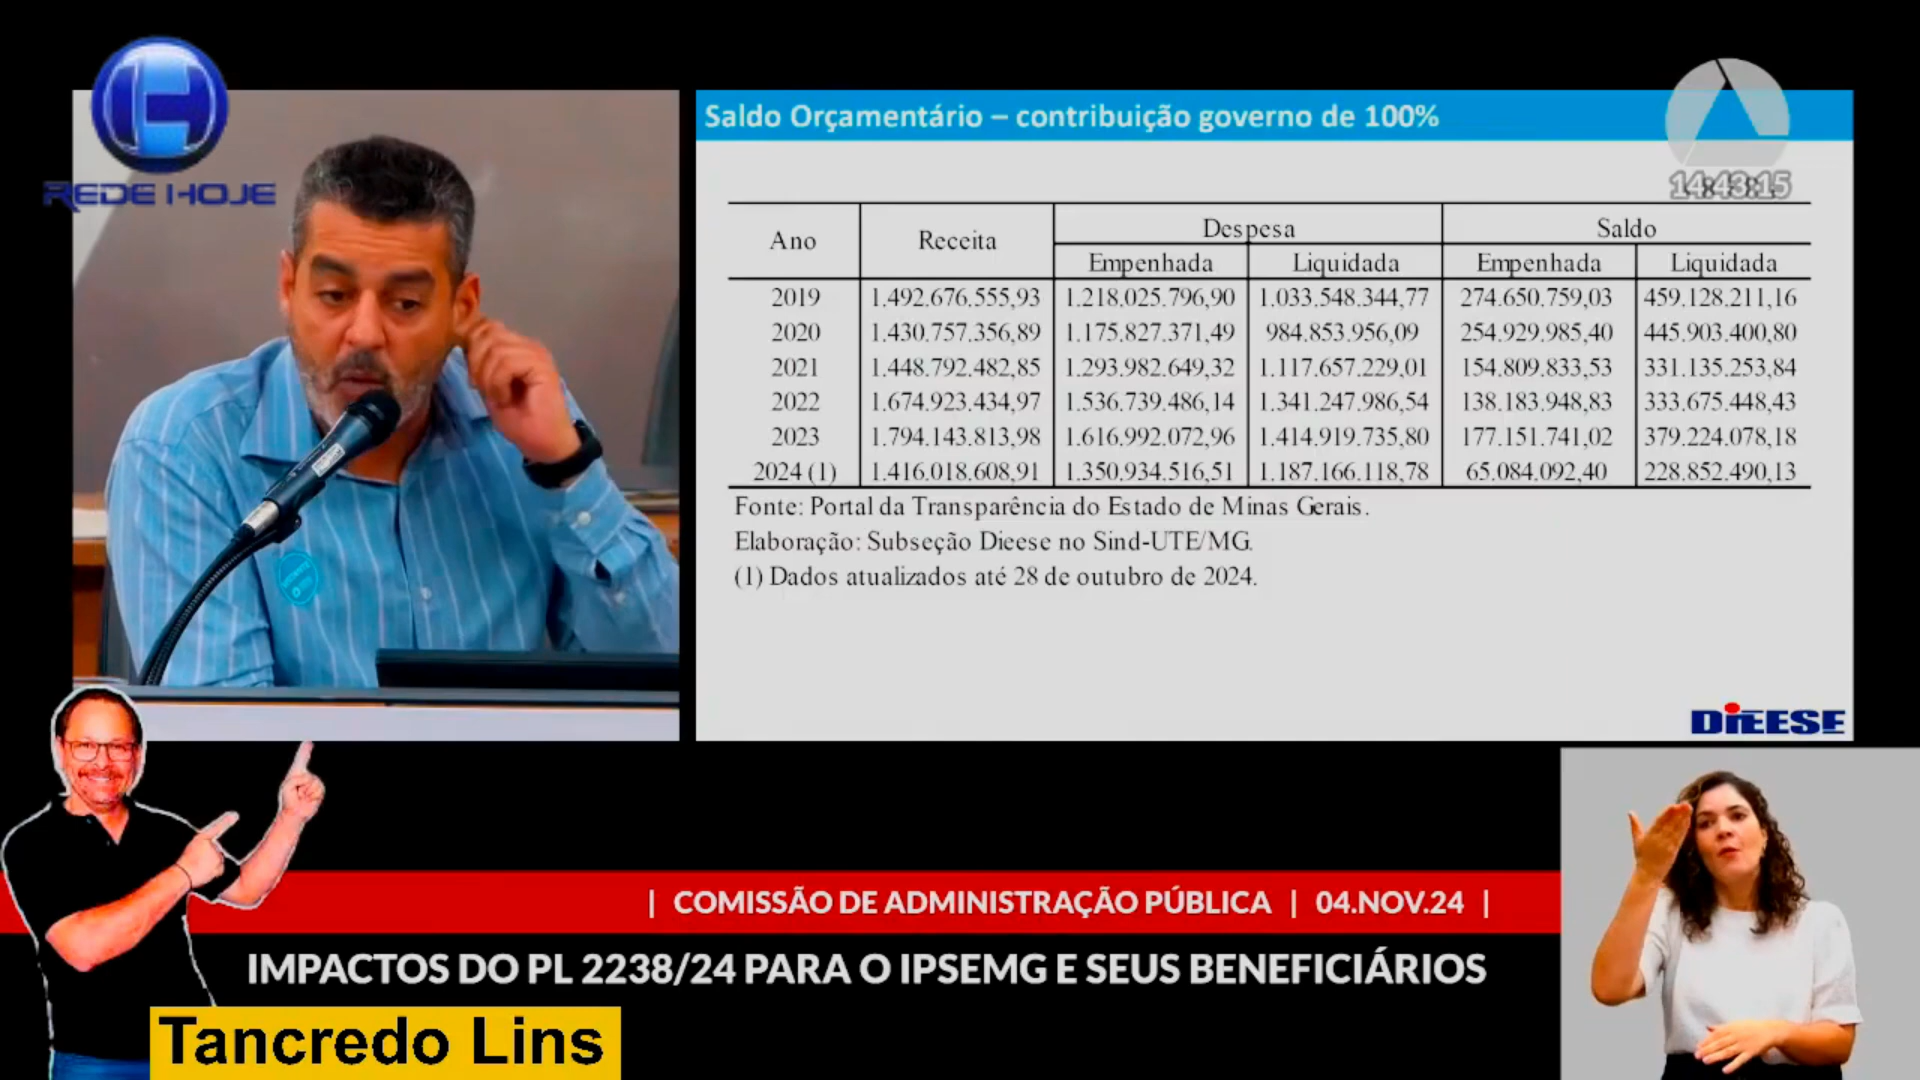 REDE HOJE
Saldo Orçamentário – contribuição governo de 100%
Ano Receita Despesa Saldo
Empenhada Liquidada Empenhada Liquidada
2019 1.492.676.555,93 1.218.025.796,90 1.033.548.344,77 274.650.759,03 459.128.211,16
2020 1.430.757.356,89 1.175.827.371,49 984.853.956,09 254.929.985,40 445.903.400,80
2021 1.448.792.482,85 1.293.982.649,32 1.117.657.229,01 154.809.833,53 331.135.253,84
2022 1.674.923.434,97 1.536.739.486,14 1.341.247.986,54 138.183.948,83 333.675.448,43
2023 1.794.143.813,98 1.616.992.072,96 1.414.919.735,80 177.151.741,02 379.224.078,18
2024 (1) 1.416.018.608,91 1.350.934.516,51 1.187.166.118,78 65.084.092,40 228.852.490,13
Fonte: Portal da Transparência do Estado de Minas Gerais.
Elaboração: Subseção Dieese no Sind-UTE/MG.
(1) Dados atualizados até 28 de outubro de 2024.
DIEESE
| COMISSÃO DE ADMINISTRAÇÃO PÚBLICA | 04.NOV.24 |
IMPACTOS DO PL 2238/24 PARA O IPSEMG E SEUS BENEFICIÁRIOS
Tancredo Lins